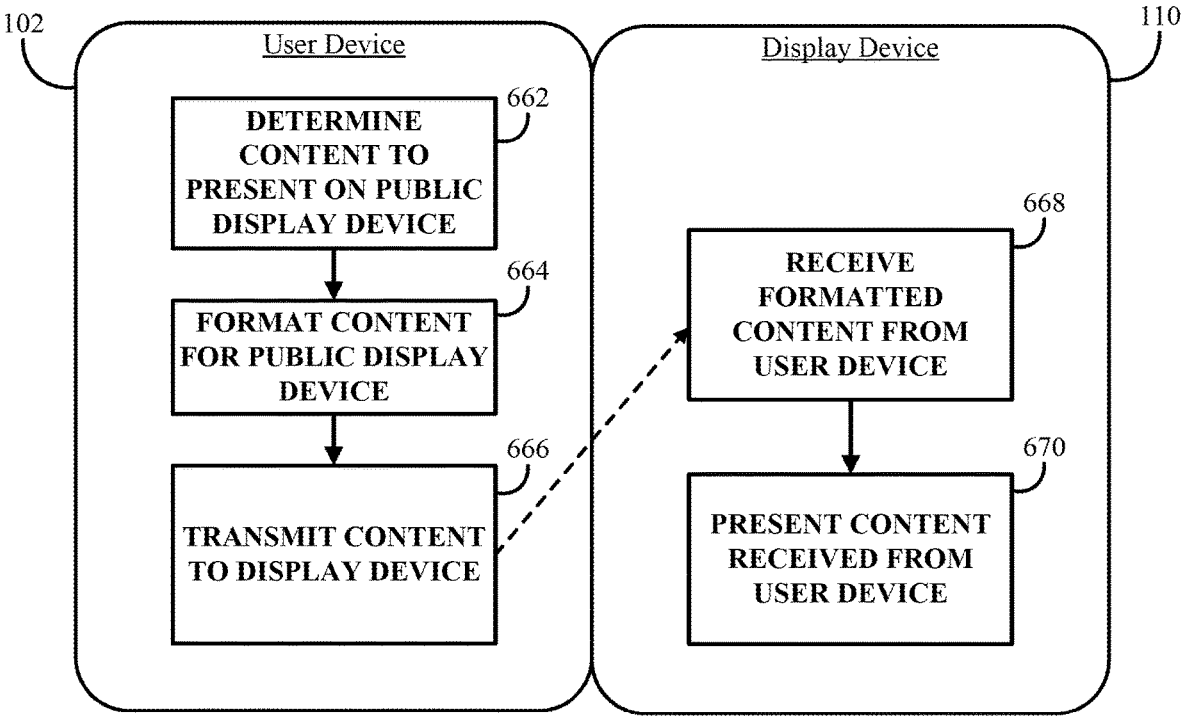 102
User Device
662
DETERMINE
CONTENT TO
PRESENT ON PUBLIC
DISPLAY DEVICE
664
FORMAT CONTENT
FOR PUBLIC DISPLAY
DEVICE
666
TRANSMIT CONTENT
TO DISPLAY DEVICE
110
Display Device
668
RECEIVE
FORMATTED
CONTENT FROM
USER DEVICE
670
PRESENT CONTENT
RECEIVED FROM
USER DEVICE